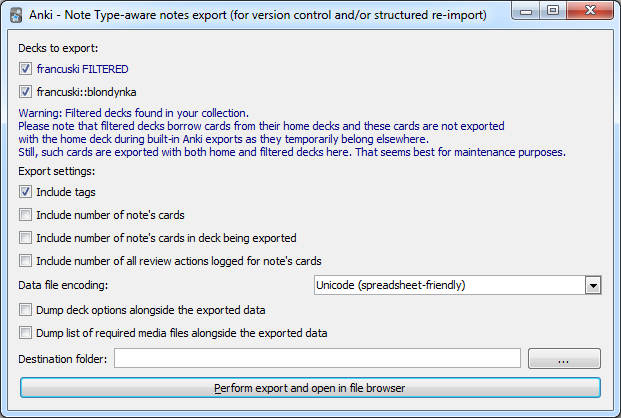 Anki - Note Type-aware notes export (for version control and/or structured re-import)
Decks to export:
francuski FILTERED
francuski::blondynka
Warning: Filtered decks found in your collection.
Please note that filtered decks borrow cards from their home decks and these cards are not exported
with the home deck during built-in Anki exports as they temporarily belong elsewhere.
Still, such cards are exported with both home and filtered decks here. That seems best for maintenance purposes.
Export settings:
Include tags
Include number of note's cards
Include number of note's cards in deck being exported
Include number of all review actions logged for note's cards
Data file encoding: Unicode (spreadsheet-friendly)
Dump deck options alongside the exported data
Dump list of required media files alongside the exported data
Destination folder: ...
Perform export and open in file browser